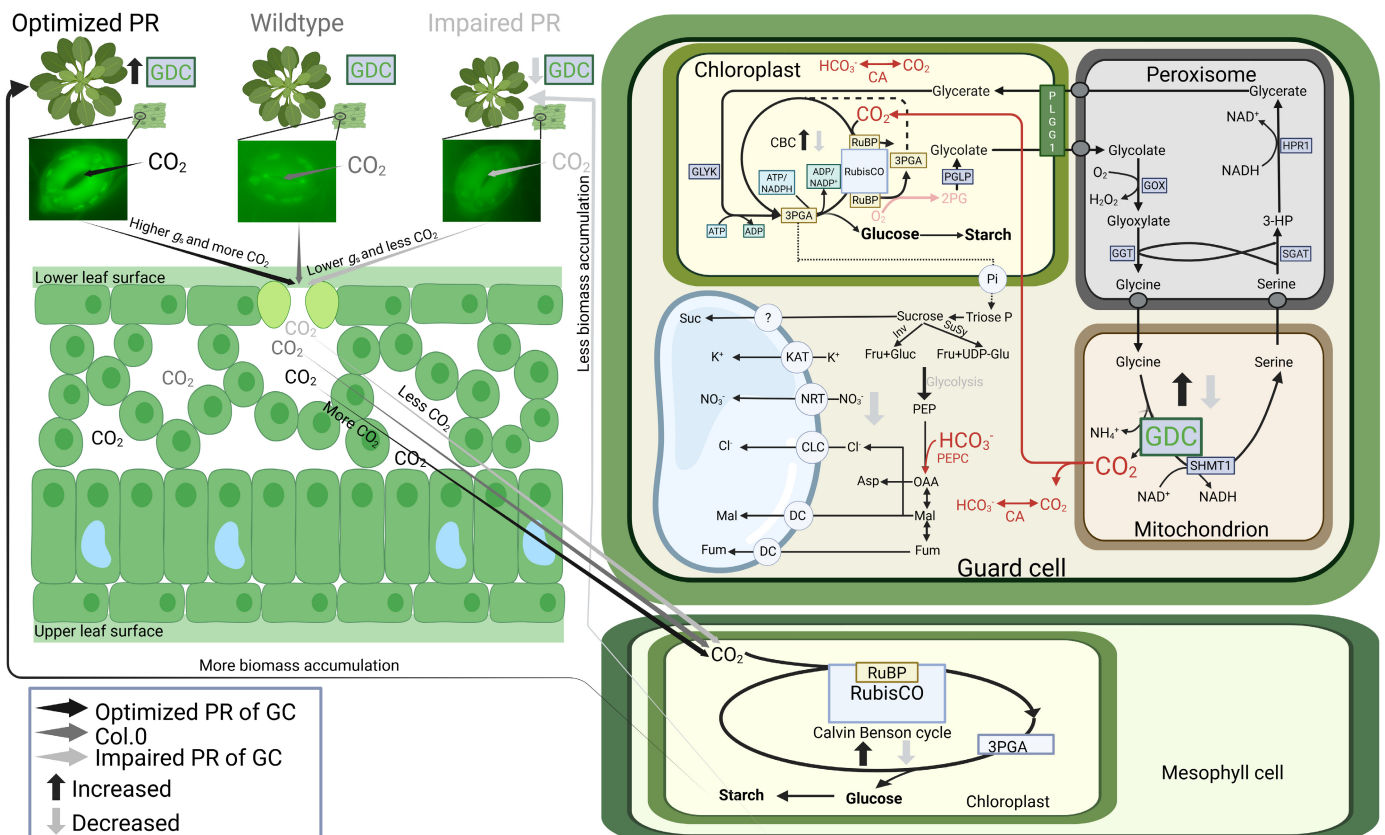 Optimized PR
Wildtype
Impaired PR
GDC
GDC
GDC
CO₂
CO₂
CO₂
Higher gs and more CO₂
Lower gs and less CO₂
Less biomass accumulation
Lower leaf surface
CO₂
CO₂
CO₂
CO₂
CO₂
CO₂
Less CO₂
More CO₂
Upper leaf surface
More biomass accumulation
Optimized PR of GC
Col.0
Impaired PR of GC
Increased
Decreased
Chloroplast
HCO₃⁻
CO₂
CA
Glycerate
PLGG1
CO₂
CBC
RuBP
3PGA
Glycolate
GLYK
ATP/
NADPH
ADP/
NADP⁺
RubisCO
PGLP
RuBP
2PG
O₂
3PGA
ATP
ADP
Glucose
Starch
Pi
Peroxisome
Glycerate
NAD⁺
HPR1
NADH
Glycolate
O₂
GOX
H₂O₂
Glyoxylate
3-HP
GGT
SGAT
Glycine
Serine
Suc
?
Sucrose
Triose P
Inv
SuSy
Fru+Gluc
Fru+UDP-Glu
K⁺
KAT
K⁺
Glycolysis
NO₃⁻
NRT
NO₃⁻
PEP
Cl⁻
CLC
Cl⁻
HCO₃⁻
PEPC
Asp
OAA
Mal
DC
Mal
Fum
DC
Fum
HCO₃⁻
CO₂
CA
Guard cell
Glycine
Serine
NH₄⁺
GDC
CO₂
SHMT1
NAD⁺
NADH
Mitochondrion
CO₂
RuBP
RubisCO
Calvin Benson cycle
3PGA
Starch
Glucose
Chloroplast
Mesophyll cell